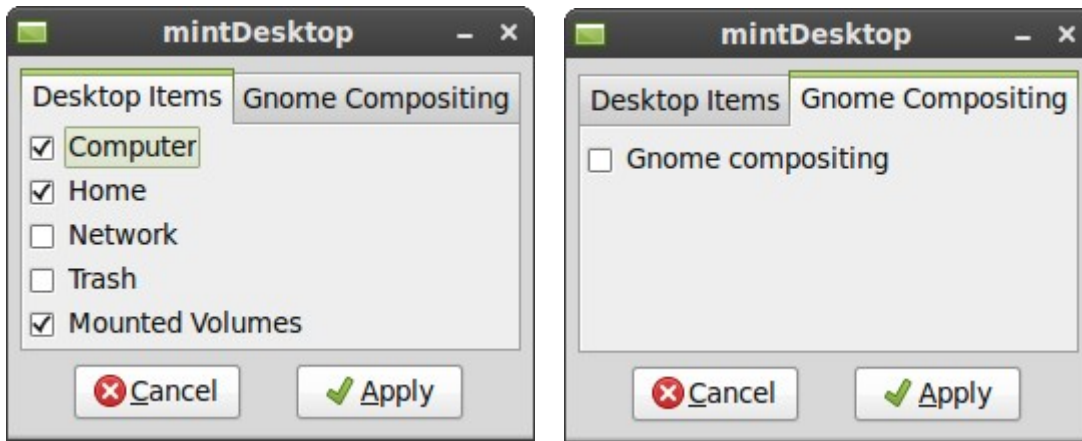 mintDesktop
Desktop Items Gnome Compositing
Computer
Home
Network
Trash
Mounted Volumes
Cancel Apply
mintDesktop
Desktop Items Gnome Compositing
Gnome compositing
Cancel Apply